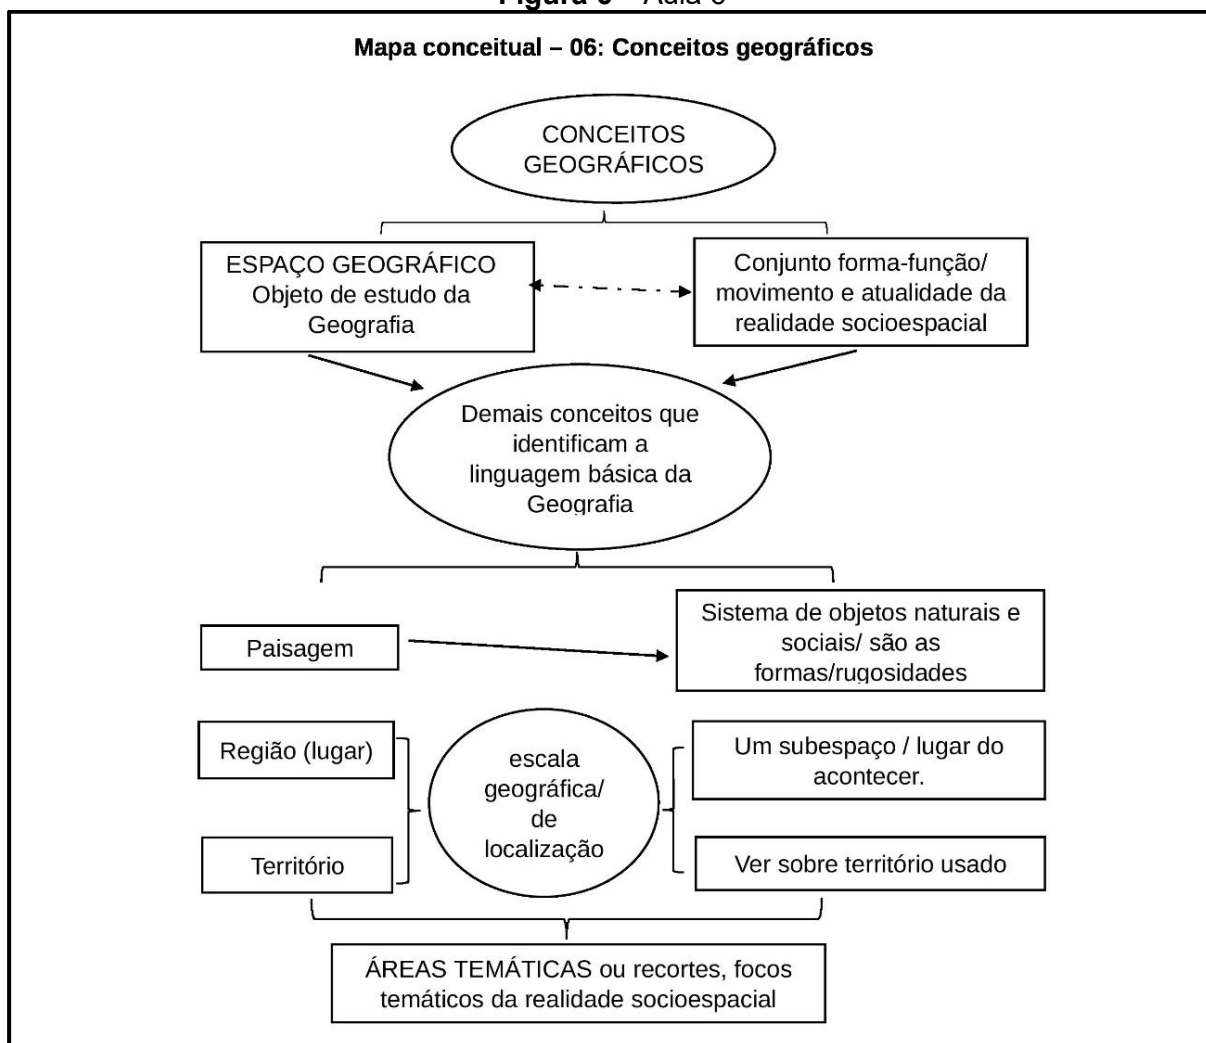 Mapa conceitual – 06: Conceitos geográficos
CONCEITOS
GEOGRÁFICOS
ESPAÇO GEOGRÁFICO
Objeto de estudo da
Geografia
Conjunto forma-função/
movimento e atualidade da
realidade socioespacial
Demais conceitos que
identificam a
linguagem básica da
Geografia
Paisagem
Sistema de objetos naturais e
sociais/ são as
formas/rugosidades
Região (lugar)
escala
geográfica/
de
localização
Um subespaço / lugar do
acontecer.
Território
Ver sobre território usado
ÁREAS TEMÁTICAS ou recortes, focos
temáticos da realidade socioespacial